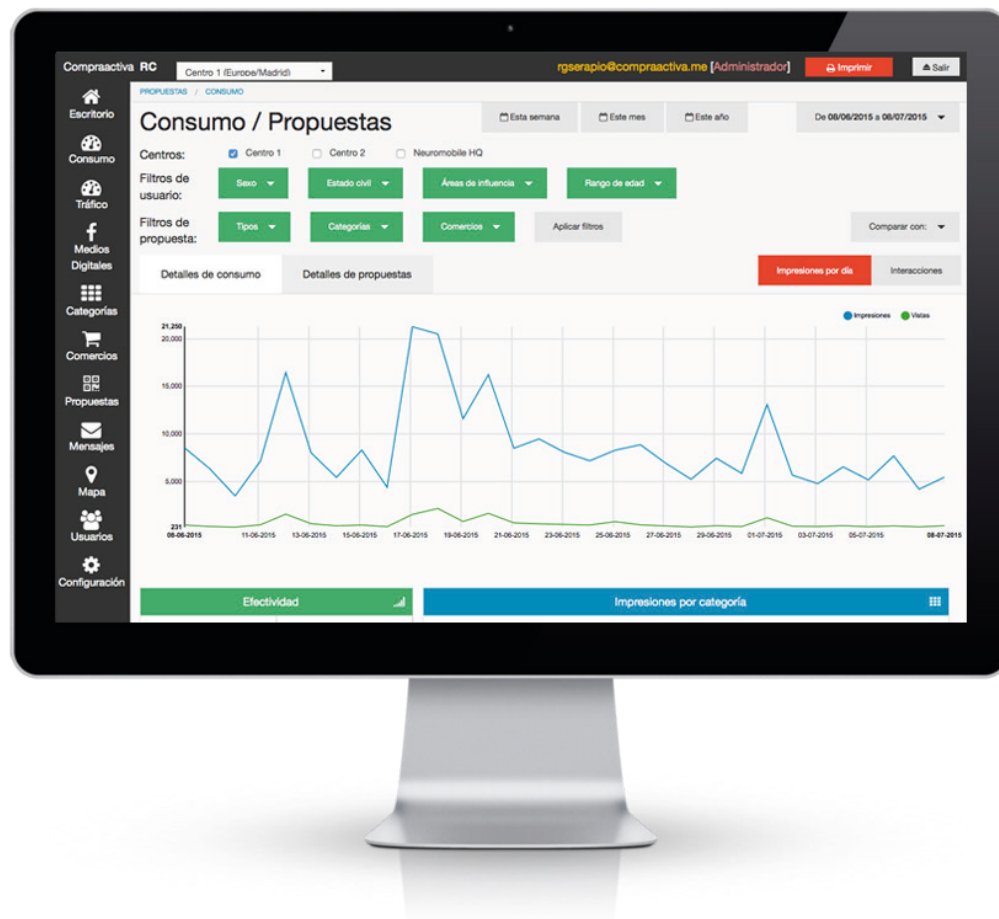 Compraactiva RC
Centro 1 (Europe/Madrid)
rgserapio@compraactiva.me [Administrador]
Imprimir
Salir
Escritorio
Consumo
Tráfico
Medios
Digitales
Categorías
Comercios
Propuestas
Mensajes
Mapa
Usuarios
Configuración
PROPUESTAS / CONSUMO
Consumo / Propuestas
Esta semana
Este mes
Este año
De 08/06/2015 a 08/07/2015
Centros:
Centro 1
Centro 2
Neuromobile HQ
Filtros de
usuario:
Sexo
Estado civil
Áreas de influencia
Rango de edad
Filtros de
propuesta:
Tipos
Categorías
Comercios
Aplicar filtros
Comparar con:
Detalles de consumo
Detalles de propuestas
Impresiones por día
Interacciones
Impresiones
Vistas
21,250
20,000
15,000
10,000
5,000
231
08-06-2015
11-06-2015
13-06-2015
15-06-2015
17-06-2015
19-06-2015
21-06-2015
23-06-2015
25-06-2015
27-06-2015
29-06-2015
01-07-2015
03-07-2015
05-07-2015
08-07-2015
Efectividad
Impresiones por categoría